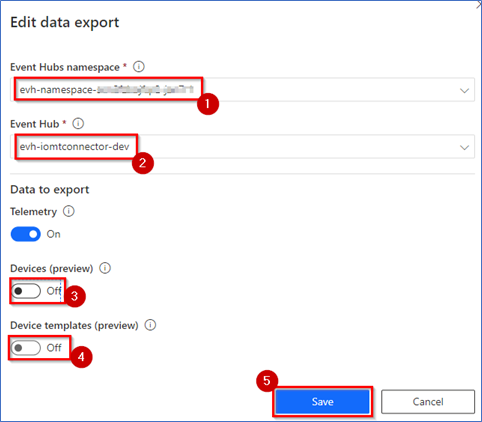 Edit data export
Event Hubs namespace *
evh-namespace-
1
Event Hub *
evh-iomtconnector-dev
2
Data to export
Telemetry
On
Devices (preview)
Off
3
Device templates (preview)
Off
4
5
Save
Cancel